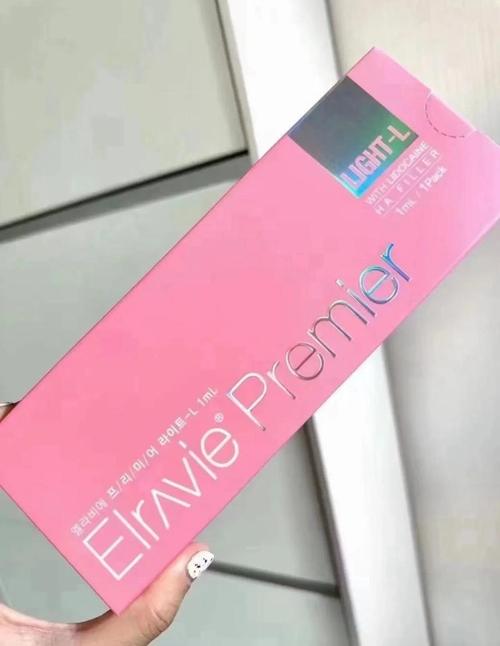 LIGHT-L
WITH LIDOCAINE
HA FILLER
1mL / 1Pack
엘라비에 프/리/미/어 라이트-L 1mL
Elravie® Premier